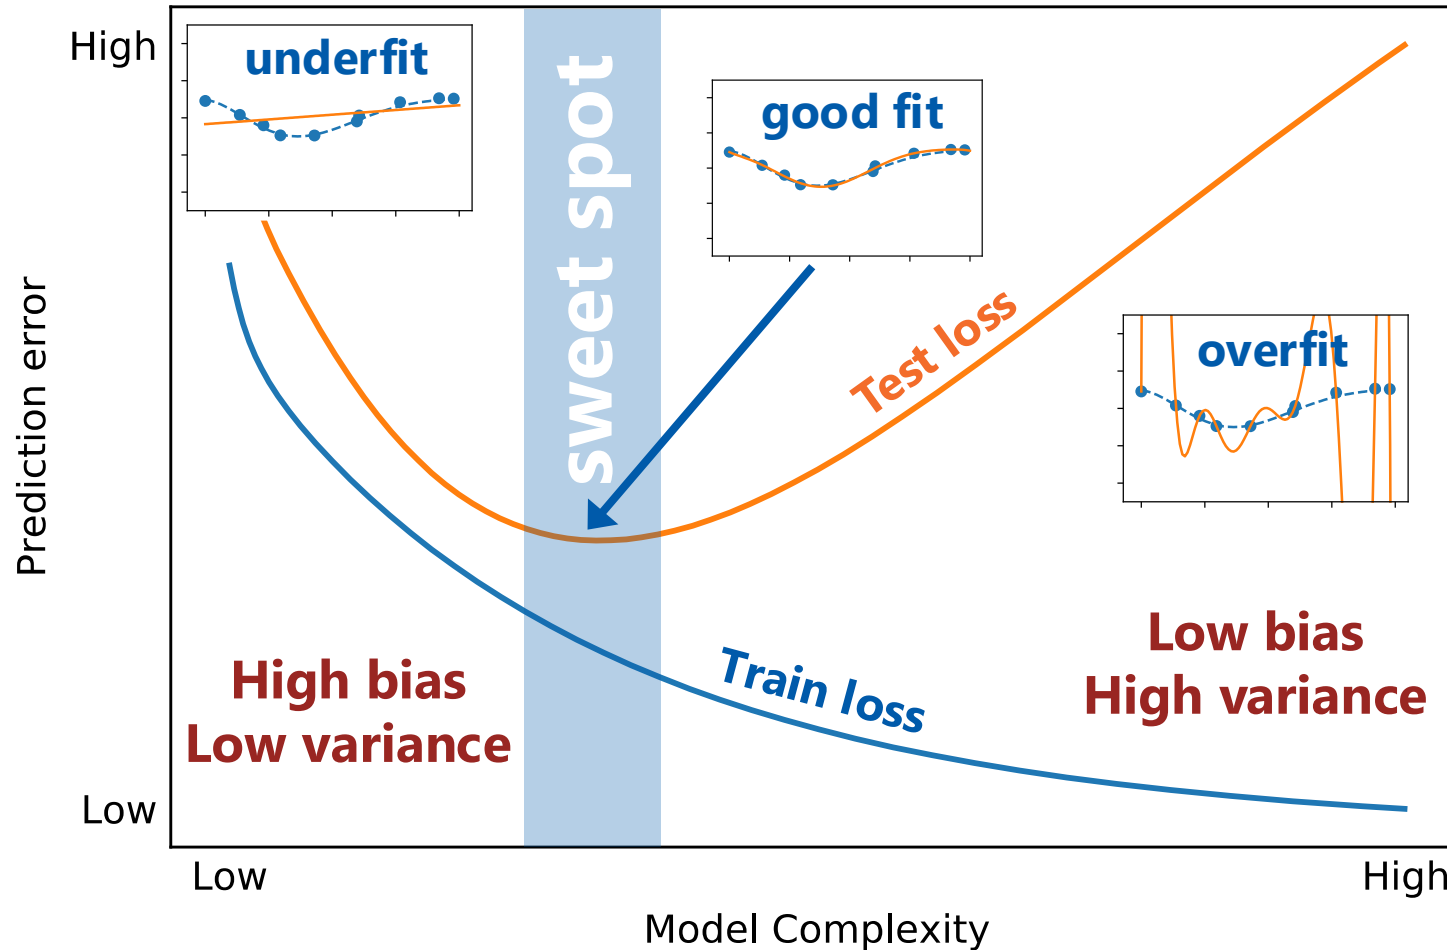 High
underfit
sweet spot
good fit
Test loss
overfit
Prediction error
High bias
Low variance
Train loss
Low bias
High variance
Low
Low
High
Model Complexity